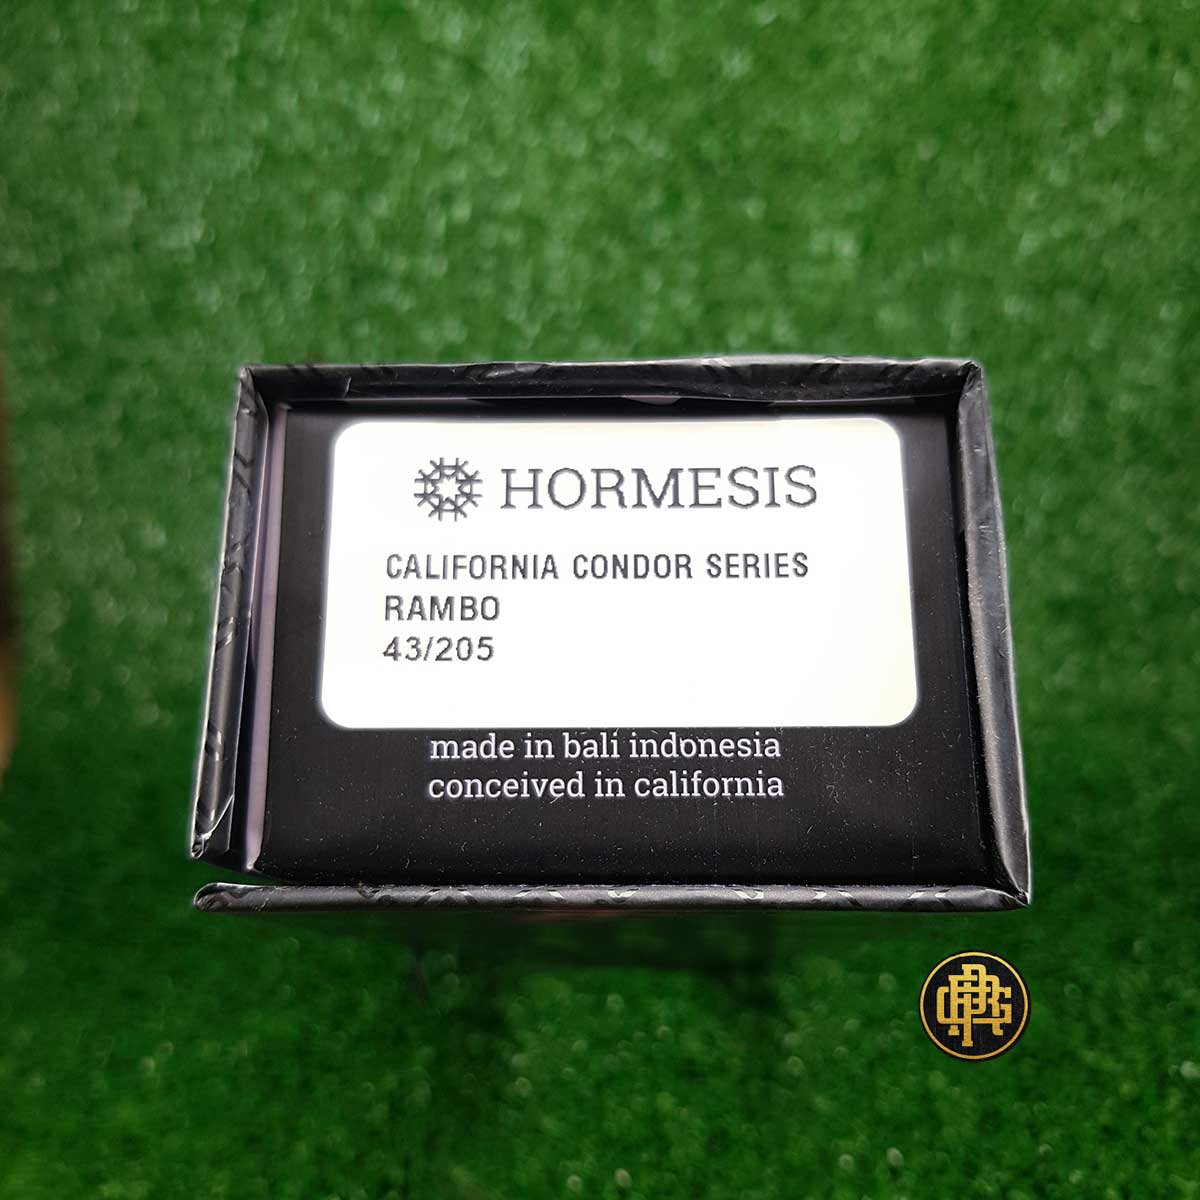 HORMESIS
CALIFORNIA CONDOR SERIES
RAMBO
43/205
made in bali indonesia
conceived in california